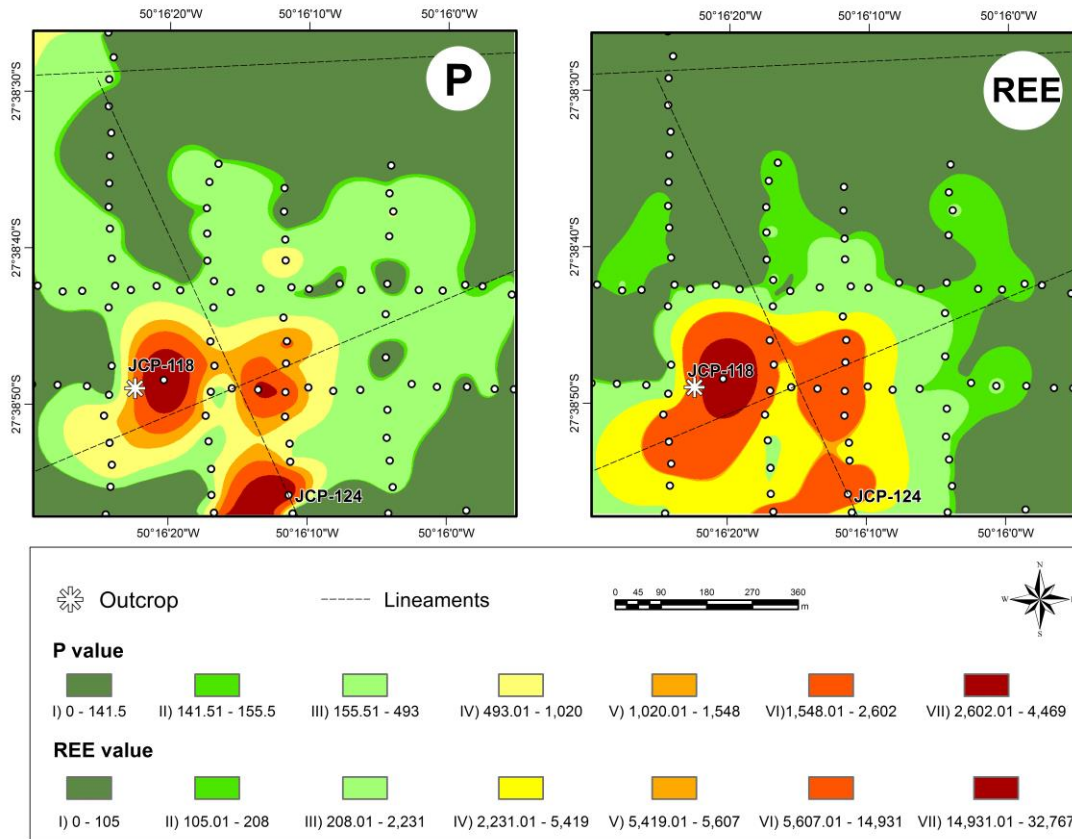 50°16'20"W 50°16'10"W 50°16'0"W 50°16'20"W 50°16'10"W 50°16'0"W
27°38'30"S 27°38'30"S
P REE
27°38'40"S 27°38'40"S
JCP-118 JCP-118
27°38'50"S 27°38'50"S
JCP-124 JCP-124
50°16'20"W 50°16'10"W 50°16'0"W 50°16'20"W 50°16'10"W 50°16'0"W
Outcrop Lineaments 0 45 90 180 270 360
m
N
W
S
P value
I) 0 - 141.5 II) 141.51 - 155.5 III) 155.51 - 493 IV) 493.01 - 1,020 V) 1,020.01 - 1,548 VI)1,548.01 - 2,602 VII) 2,602.01 - 4,469
REE value
I) 0 - 105 II) 105.01 - 208 III) 208.01 - 2,231 IV) 2,231.01 - 5,419 V) 5,419.01 - 5,607 VI) 5,607.01 - 14,931 VII) 14,931.01 - 32,767